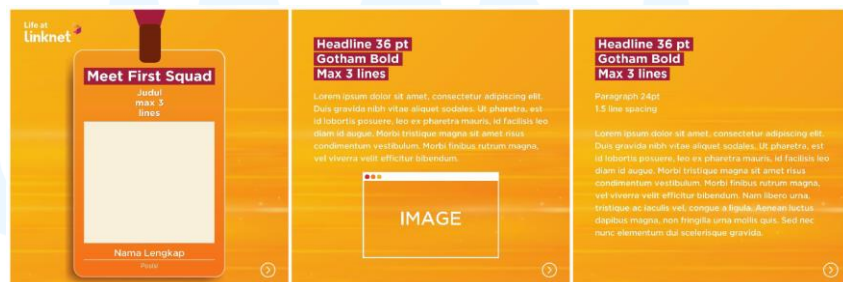 Life at
linknet
Meet First Squad
Judul
max 3
lines
Nama Lengkap
Posisi
Headline 36 pt
Gotham Bold
Max 3 lines
Lorem ipsum dolor sit amet, consectetur adipiscing elit.
Duis gravida nibh vitae aliquet sodales. Ut pharetra, est
id lobortis posuere, leo ex pharetra mauris, id facilisis leo
diam id augue. Morbi tristique magna sit amet risus
condimentum vestibulum. Morbi finibus rutrum magna,
vel viverra velit efficitur bibendum.
IMAGE
Headline 36 pt
Gotham Bold
Max 3 lines
Paragraph 24pt
1.5 line spacing
Lorem ipsum dolor sit amet, consectetur adipiscing elit.
Duis gravida nibh vitae aliquet sodales. Ut pharetra, est
id lobortis posuere, leo ex pharetra mauris, id facilisis leo
diam id augue. Morbi tristique magna sit amet risus
condimentum vestibulum. Morbi finibus rutrum magna,
vel viverra velit efficitur bibendum. Nam libero urna,
tristique ac iaculis vel, congue a ligula. Aenean luctus
dapibus magna, non fringilla urna mollis quis. Sed nec
nunc elementum dui scelerisque gravida.